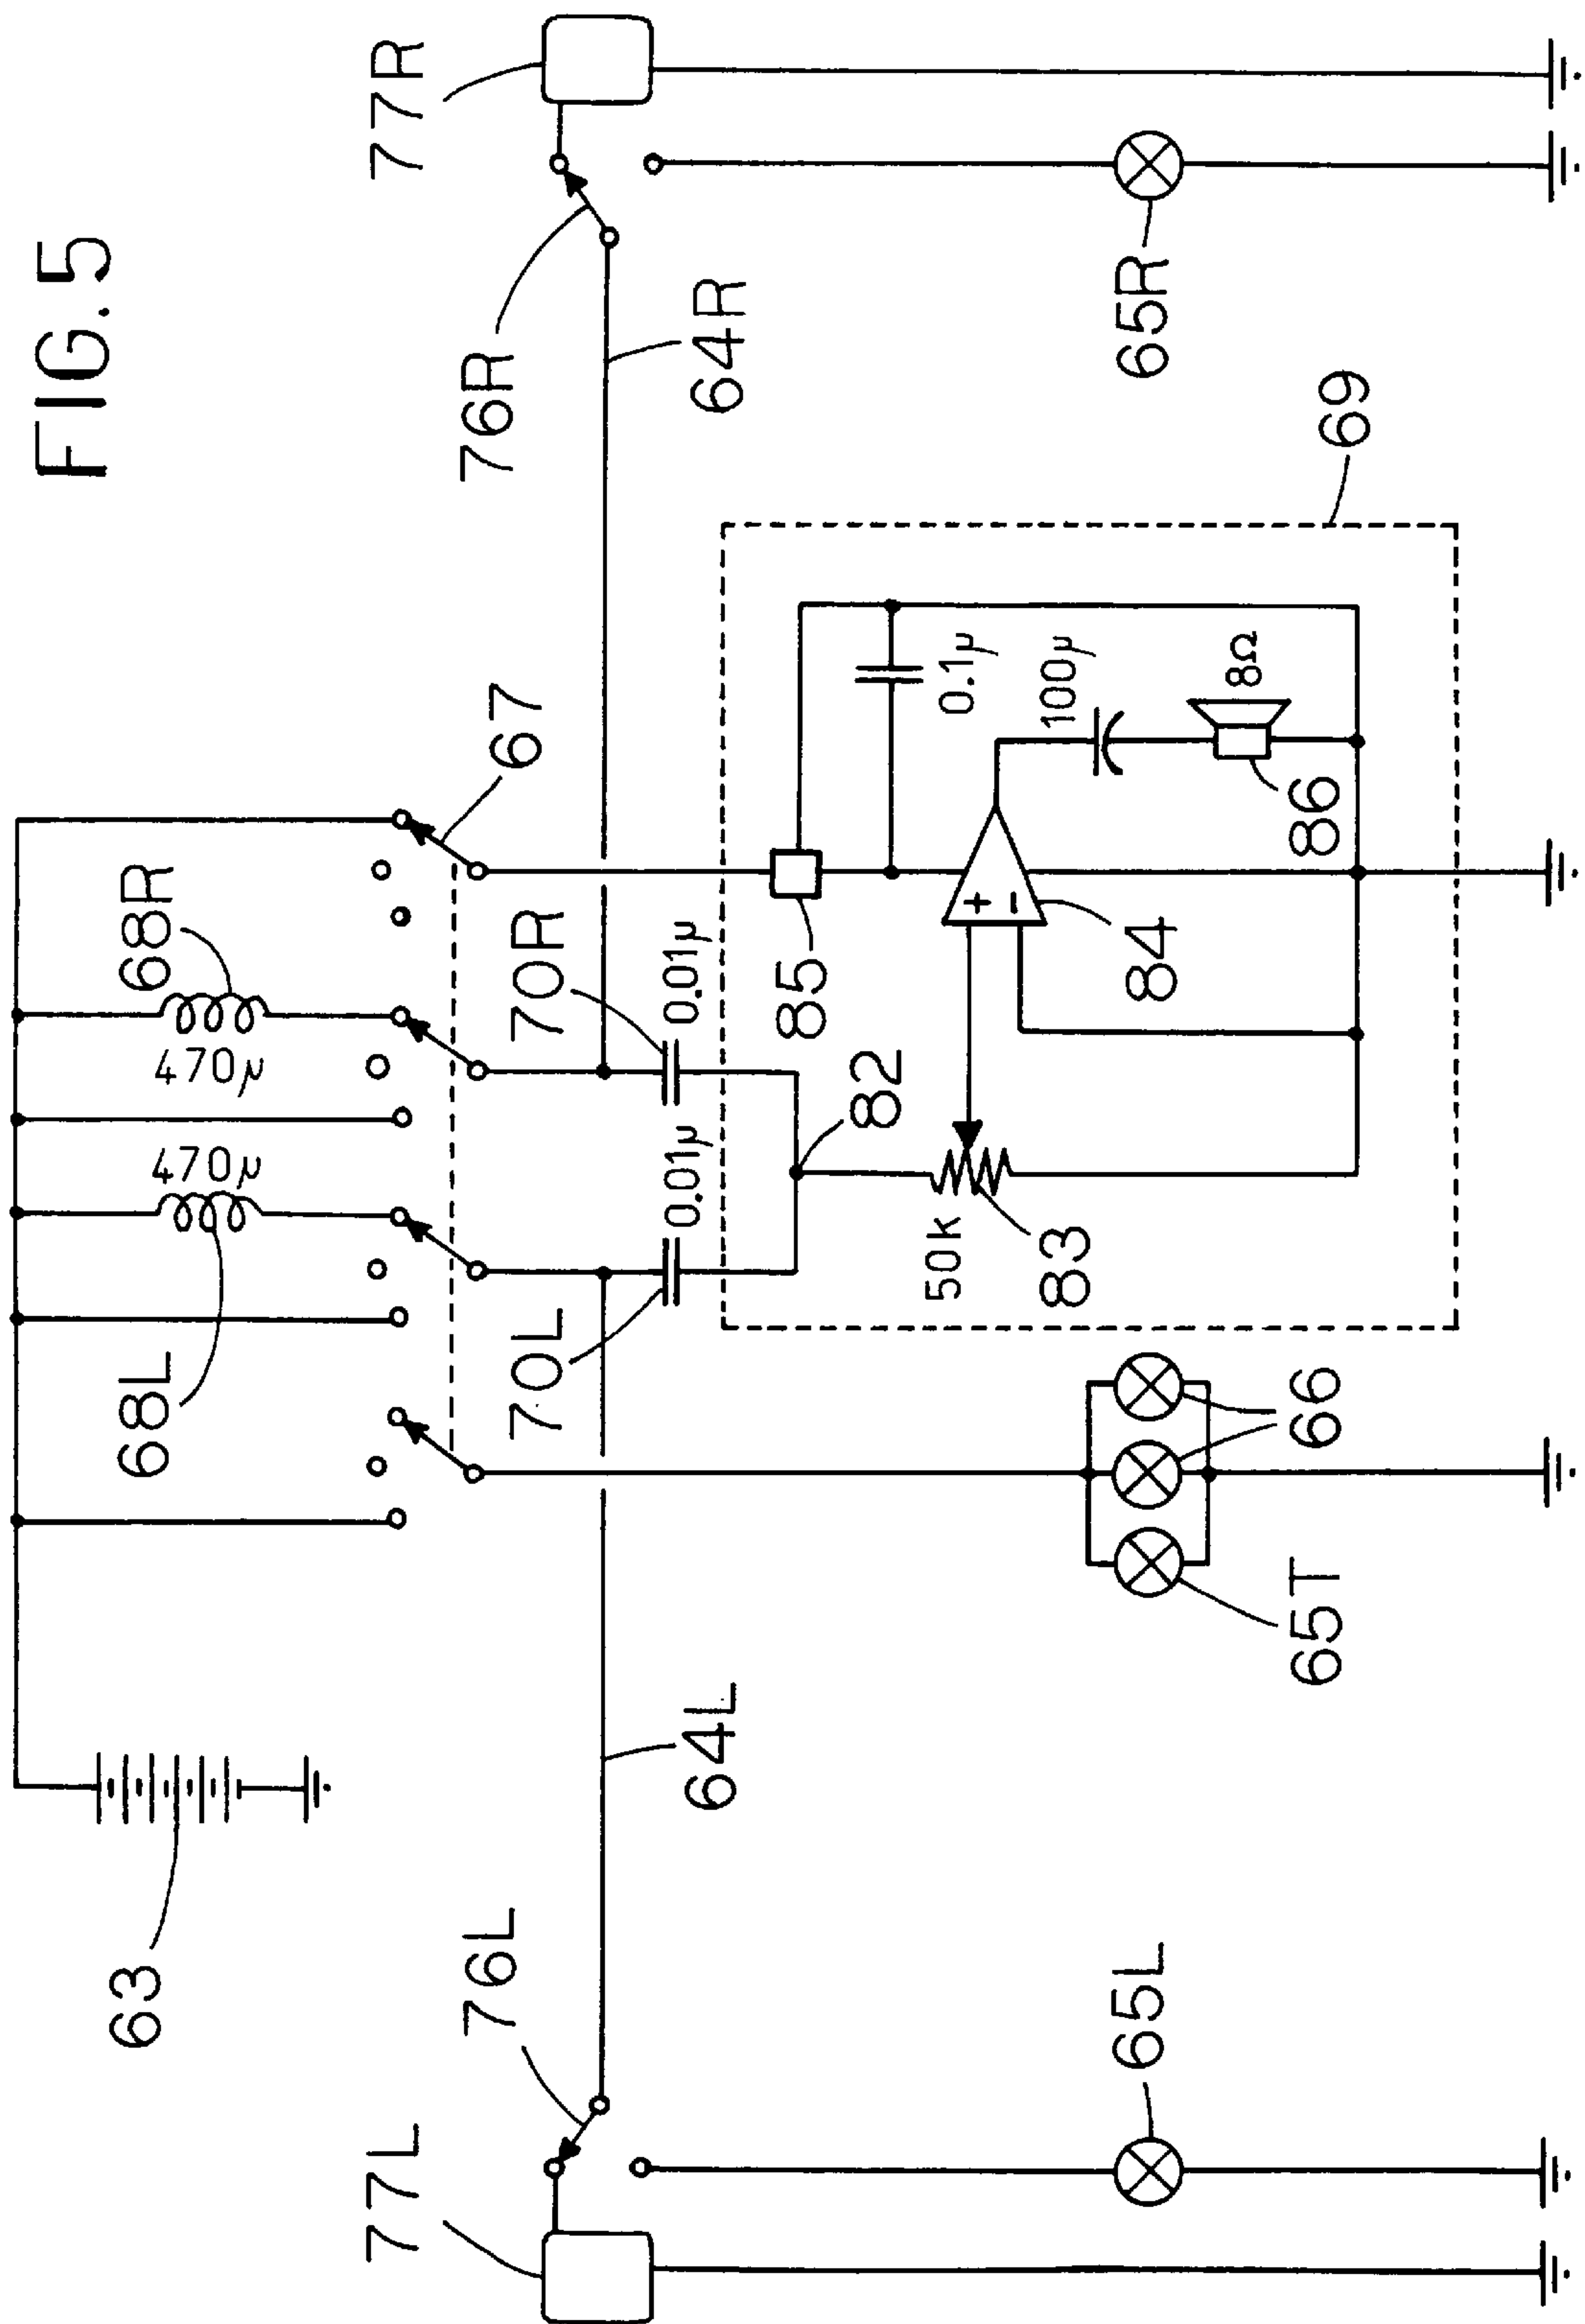 FIG. 5
63
68L
470µ
470µ
68R
67
77L
76L
76R
77R
64L
70L
0.01µ
70R
0.01µ
64R
82
85
0.1µ
50k
83
84
100µ
8Ω
86
69
65L
65T
66
65R
+
−